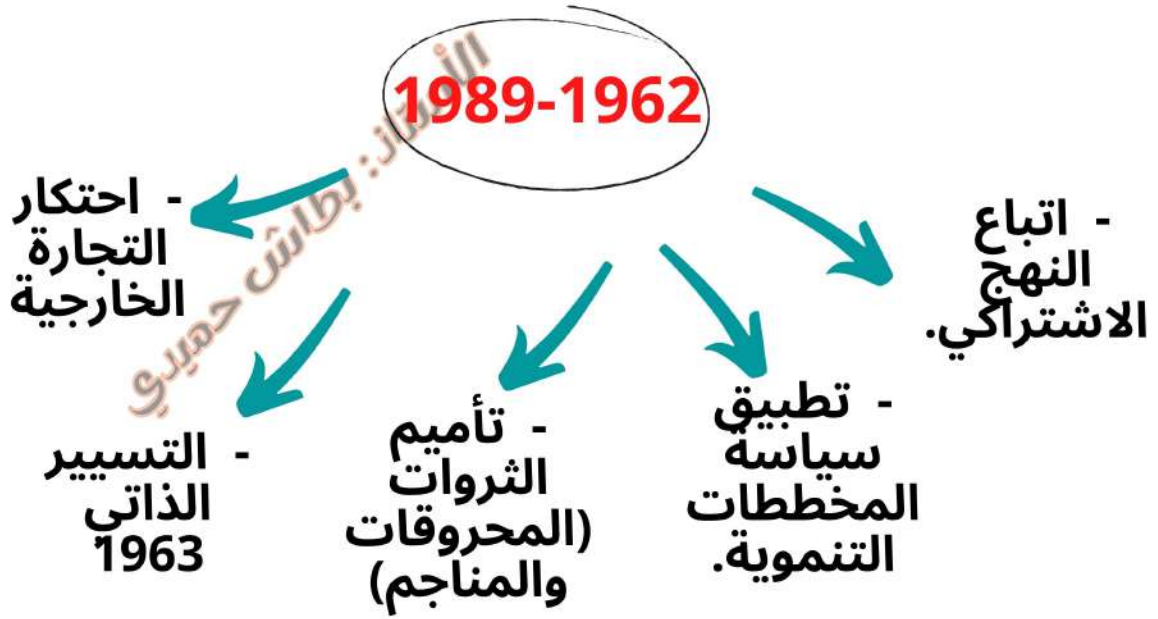 1989-1962
الأستاذ: بطاش حميدي
- اتباع
النهج
الاشتراكي.
- تطبيق
سياسة
المخططات
التنموية.
- تأميم
الثروات
(المحروقات
والمناجم)
- التسيير
الذاتي
1963
- احتكار
التجارة
الخارجية